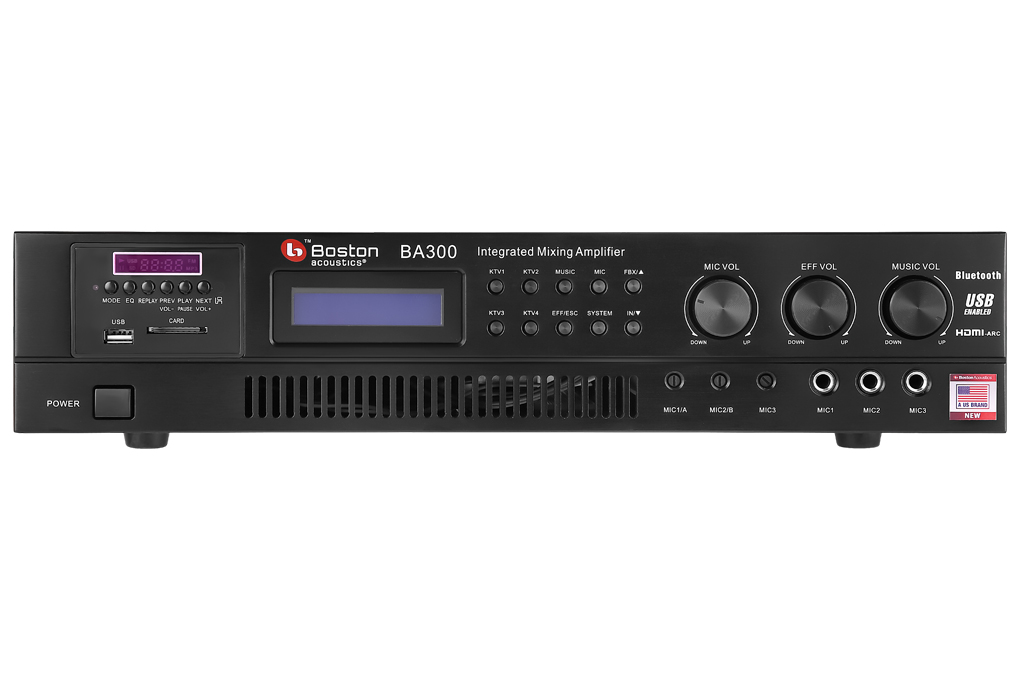 Boston™
acoustics®
BA300
Integrated Mixing Amplifier
MODE EQ REPLAY PREV PLAY NEXT
VOL- PAUSE VOL+
USB
CARD
KTV1 KTV2 MUSIC MIC FBX/▲
KTV3 KTV4 EFF/ESC SYSTEM IN/▼
MIC VOL
DOWN UP
EFF VOL
DOWN UP
MUSIC VOL
DOWN UP
Bluetooth
USB
ENABLED
HDMI-ARC
POWER
MIC1/A MIC2/B MIC3
MIC1 MIC2 MIC3
Boston Acoustics
A US BRAND
NEW